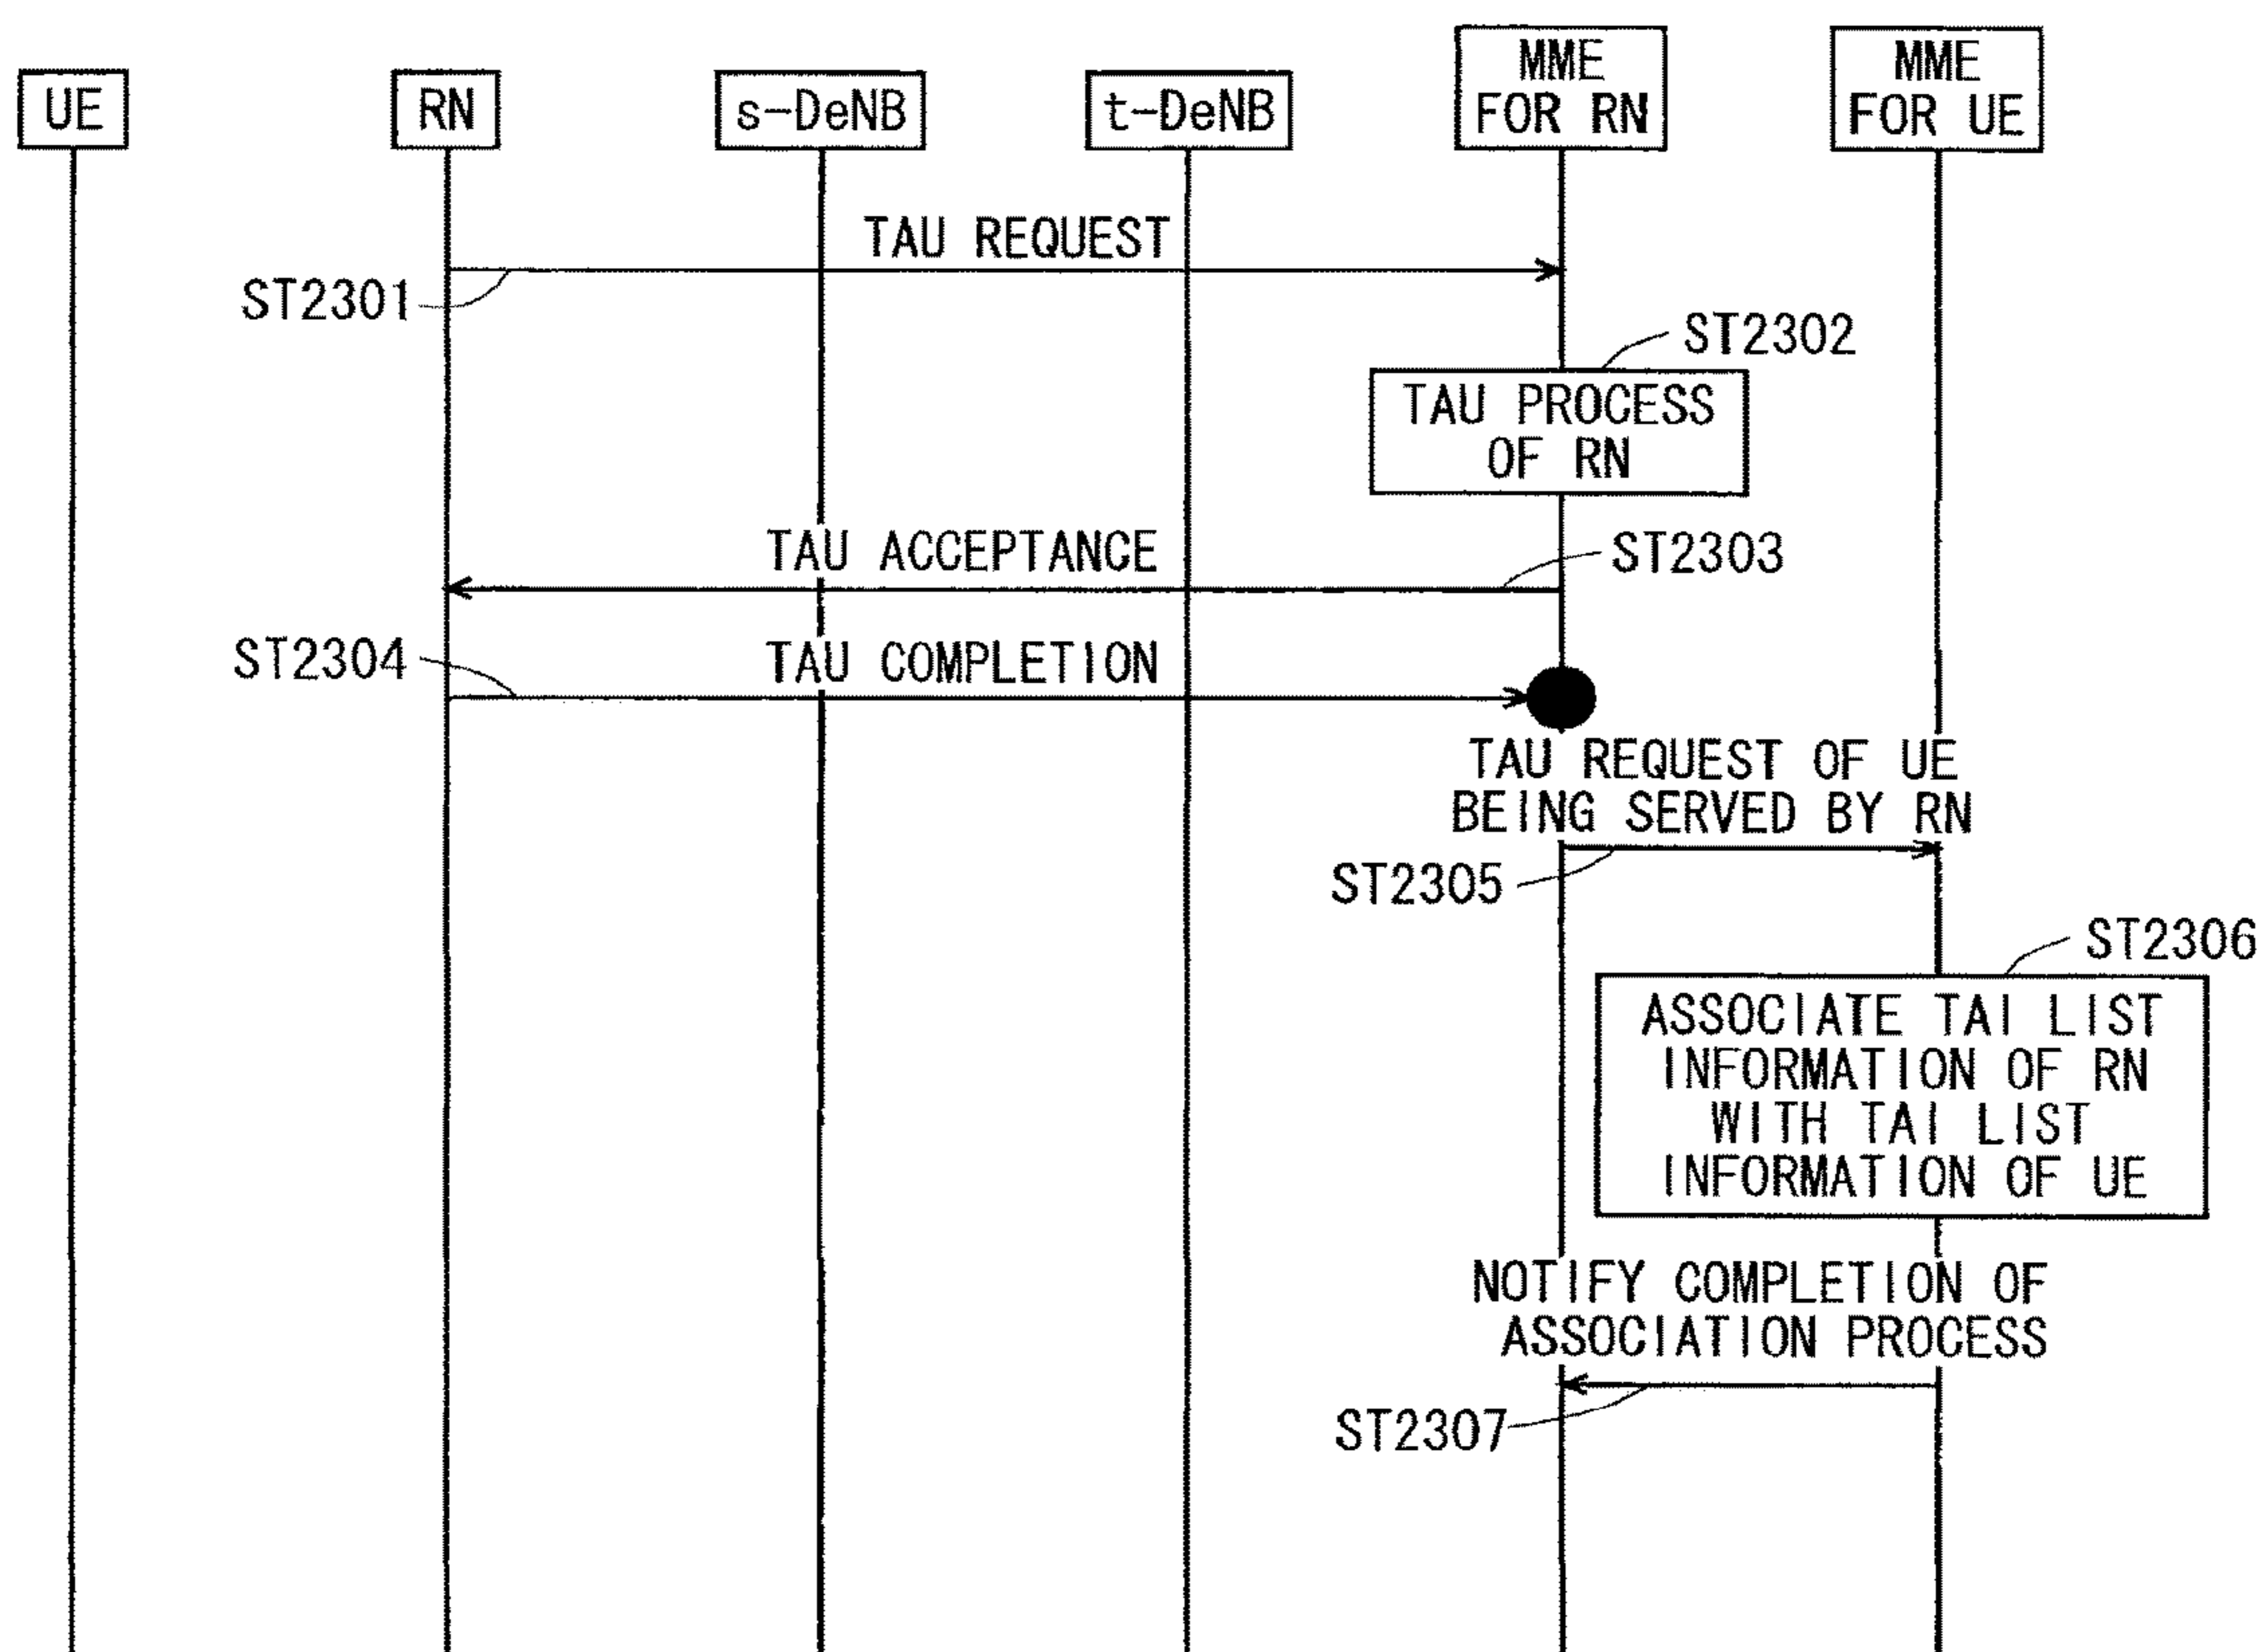 UE
RN
s-DeNB
t-DeNB
MME
FOR RN
MME
FOR UE
TAU REQUEST
ST2301
ST2302
TAU PROCESS
OF RN
TAU ACCEPTANCE
ST2303
ST2304
TAU COMPLETION
TAU REQUEST OF UE
BEING SERVED BY RN
ST2305
ST2306
ASSOCIATE TAI LIST
INFORMATION OF RN
WITH TAI LIST
INFORMATION OF UE
NOTIFY COMPLETION OF
ASSOCIATION PROCESS
ST2307